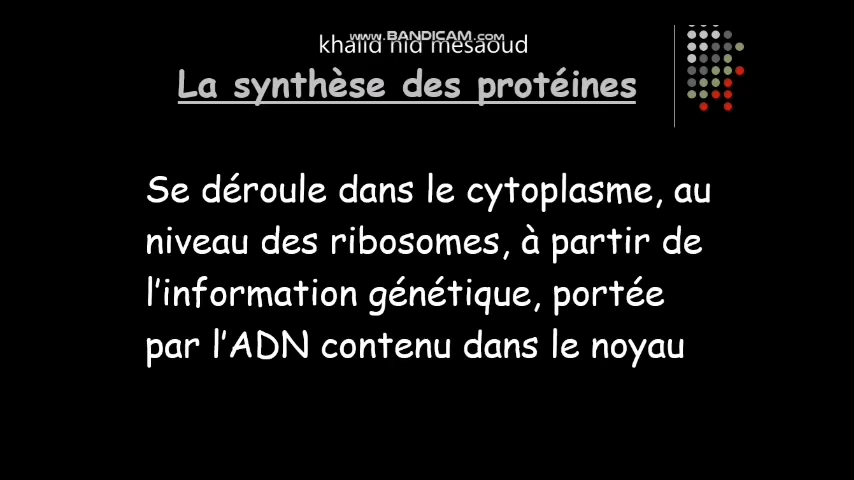 www.BANDICAM.com
khalid nid mesaoud
La synthèse des protéines
Se déroule dans le cytoplasme, au
niveau des ribosomes, à partir de
l'information génétique, portée
par l'ADN contenu dans le noyau